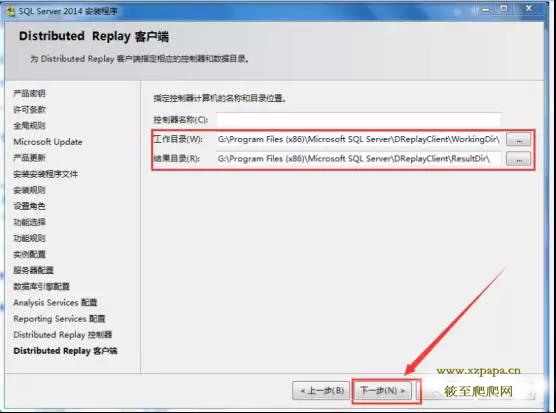 SQL Server 2014 安装程序
Distributed Replay 客户端
为 Distributed Replay 客户端指定相应的控制器和数据目录。
产品密钥
许可条款
全局规则
Microsoft Update
产品更新
安装安装程序文件
安装规则
设置角色
功能选择
功能规则
实例配置
服务器配置
数据库引擎配置
Analysis Services 配置
Reporting Services 配置
Distributed Replay 控制器
Distributed Replay 客户端
指定控制器计算机的名称和目录位置。
控制器名称(C):
工作目录(W): G:\Program Files (x86)\Microsoft SQL Server\DReplayClient\WorkingDir\ ...
结果目录(R): G:\Program Files (x86)\Microsoft SQL Server\DReplayClient\ResultDir\ ...
< 上一步(B) 下一步(N) >
www.xzpapa.cn
筱至爬爬网